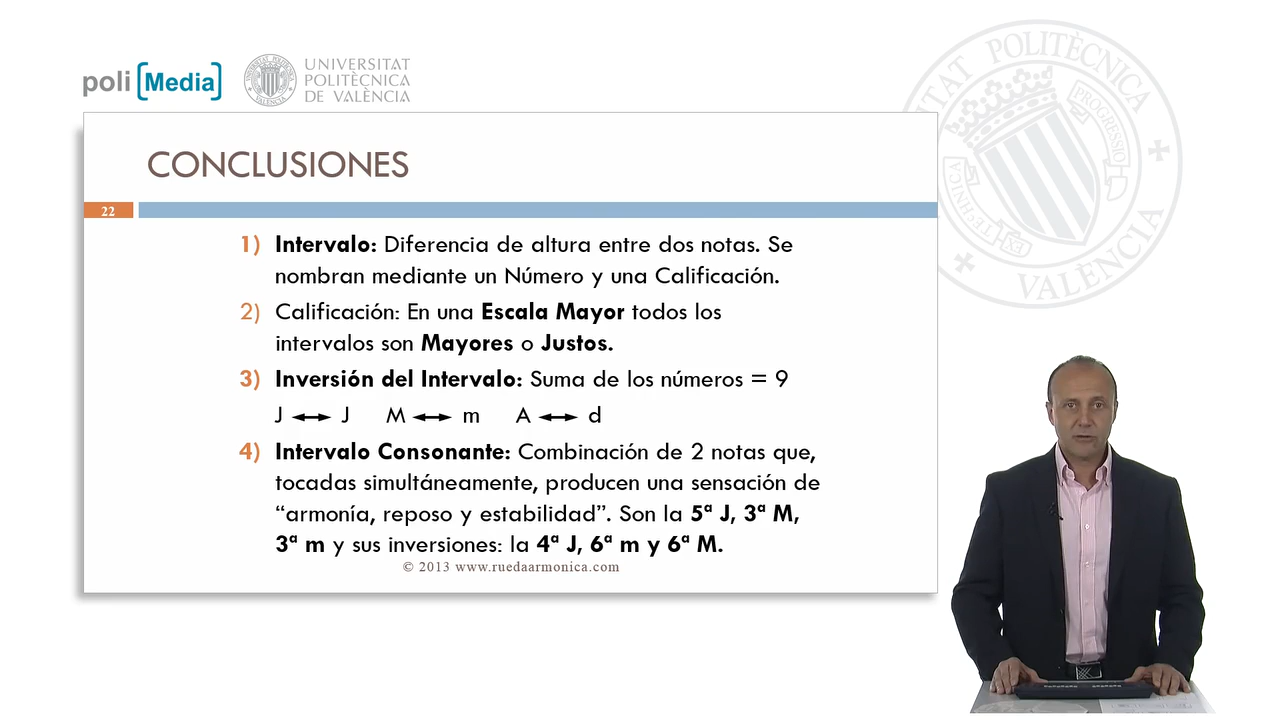 poli [Media]
UNIVERSITAT
POLITÈCNICA
DE VALÈNCIA
UNIVERSITAT POLITÈCNICA
VALÈNCIA
PROGRESSIO
EX TECHNICA
CONCLUSIONES
22
1) Intervalo: Diferencia de altura entre dos notas. Se
nombran mediante un Número y una Calificación.
2) Calificación: En una Escala Mayor todos los
intervalos son Mayores o Justos.
3) Inversión del Intervalo: Suma de los números = 9
J ↔ J M ↔ m A ↔ d
4) Intervalo Consonante: Combinación de 2 notas que,
tocadas simultáneamente, producen una sensación de
“armonía, reposo y estabilidad”. Son la 5ª J, 3ª M,
3ª m y sus inversiones: la 4ª J, 6ª m y 6ª M.
© 2013 www.ruedaarmonica.com